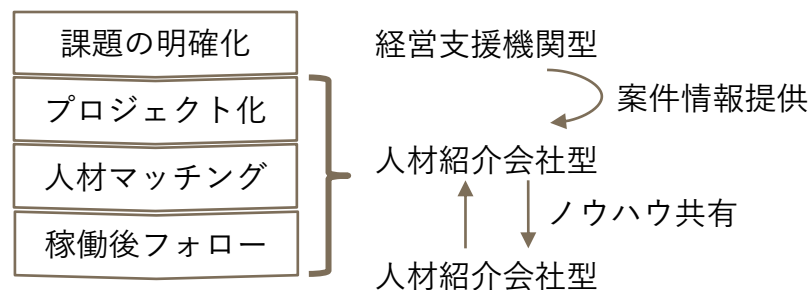 課題の明確化
プロジェクト化
人材マッチング
稼働後フォロー
経営支援機関型
案件情報提供
人材紹介会社型
ノウハウ共有
人材紹介会社型